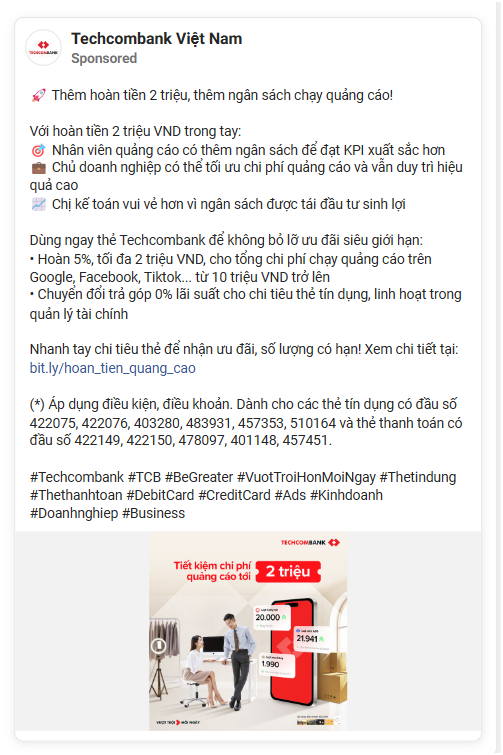 Techcombank Việt Nam
TECHCOMBANK
Sponsored
🚀 Thêm hoàn tiền 2 triệu, thêm ngân sách chạy quảng cáo!
Với hoàn tiền 2 triệu VND trong tay:
🎯 Nhân viên quảng cáo có thêm ngân sách để đạt KPI xuất sắc hơn
💼 Chủ doanh nghiệp có thể tối ưu chi phí quảng cáo và vẫn duy trì hiệu
quả cao
📈 Chị kế toán vui vẻ hơn vì ngân sách được tái đầu tư sinh lợi
Dùng ngay thẻ Techcombank để không bỏ lỡ ưu đãi siêu giới hạn:
• Hoàn 5%, tối đa 2 triệu VND, cho tổng chi phí chạy quảng cáo trên
Google, Facebook, Tiktok... từ 10 triệu VND trở lên
• Chuyển đổi trả góp 0% lãi suất cho chi tiêu thẻ tín dụng, linh hoạt trong
quản lý tài chính
Nhanh tay chi tiêu thẻ để nhận ưu đãi, số lượng có hạn! Xem chi tiết tại:
bit.ly/hoan_tien_quang_cao
(*) Áp dụng điều kiện, điều khoản. Dành cho các thẻ tín dụng có đầu số
422075, 422076, 403280, 483931, 457353, 510164 và thẻ thanh toán có
đầu số 422149, 422150, 478097, 401148, 457451.
#Techcombank #TCB #BeGreater #VuotTroiHonMoiNgay #Thetindung
#Thethanhtoan #DebitCard #CreditCard #Ads #Kinhdoanh
#Doanhnghiep #Business
TECHCOMBANK
Tiết kiệm chi phí
quảng cáo tới
2 triệu
20.000
21.941
1.990
VƯỢT TRỘI MỖI NGÀY